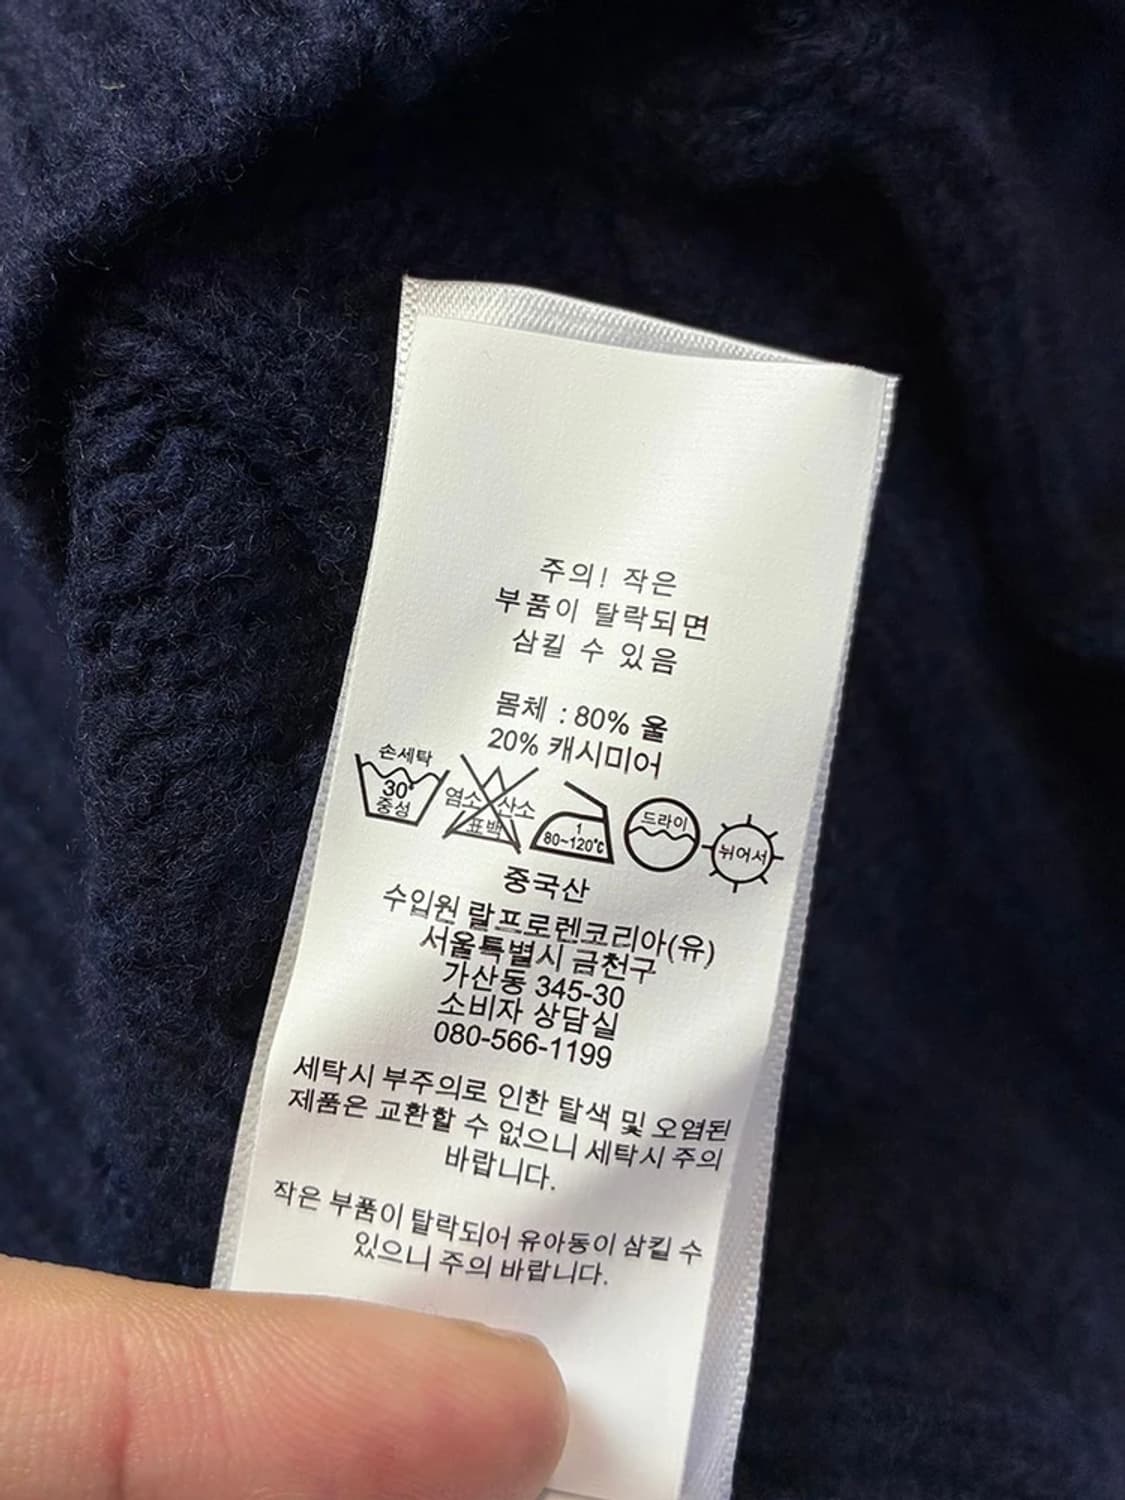 주의! 작은
부품이 탈락되면
삼킬 수 있음
몸체 : 80% 울
20% 캐시미어
손세탁
30°
중성
염소 산소
표백
1
80~120℃
드라이
뉘어서
중국산
수입원 랄프로렌코리아(유)
서울특별시 금천구
가산동 345-30
소비자 상담실
080-566-1199
세탁시 부주의로 인한 탈색 및 오염된
제품은 교환할 수 없으니 세탁시 주의
바랍니다.
작은 부품이 탈락되어 유아동이 삼킬 수
있으니 주의 바랍니다.